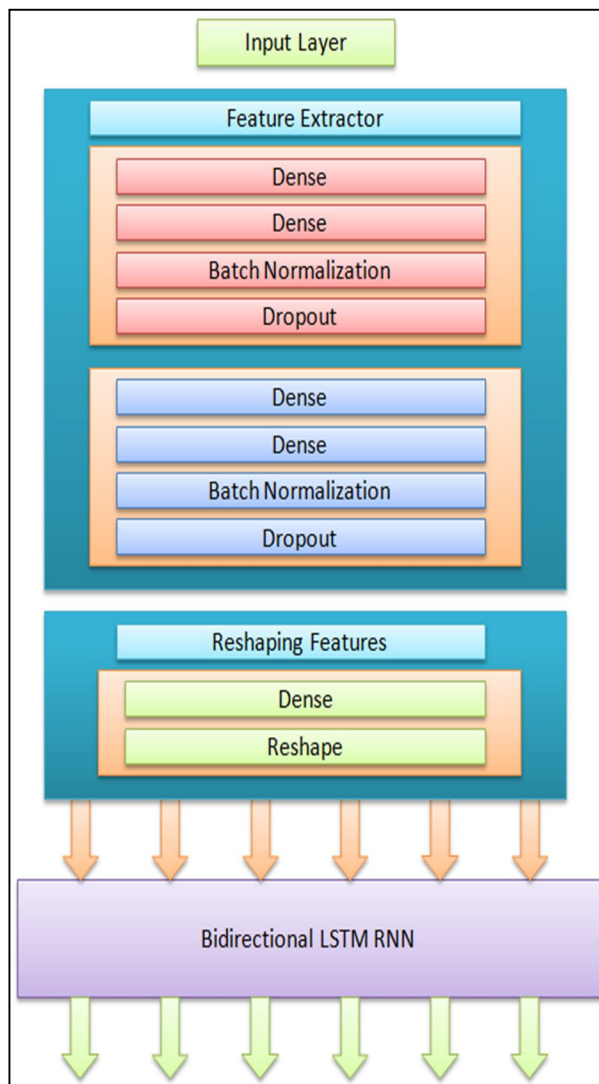 Input Layer
Feature Extractor
Dense
Dense
Batch Normalization
Dropout
Dense
Dense
Batch Normalization
Dropout
Reshaping Features
Dense
Reshape
Bidirectional LSTM RNN